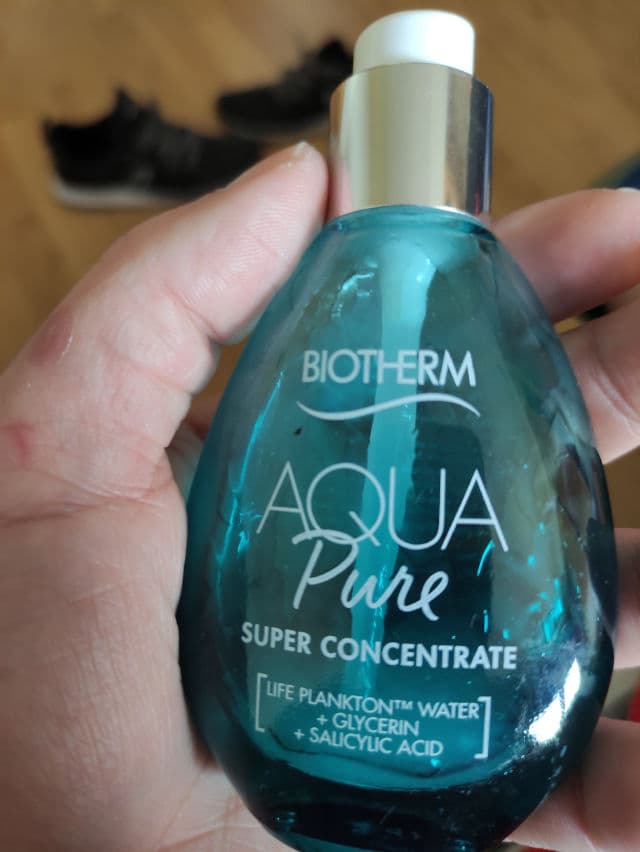 BIOTHERM
AQUA
Pure
SUPER CONCENTRATE
[LIFE PLANKTON™ WATER
+ GLYCERIN
+ SALICYLIC ACID]